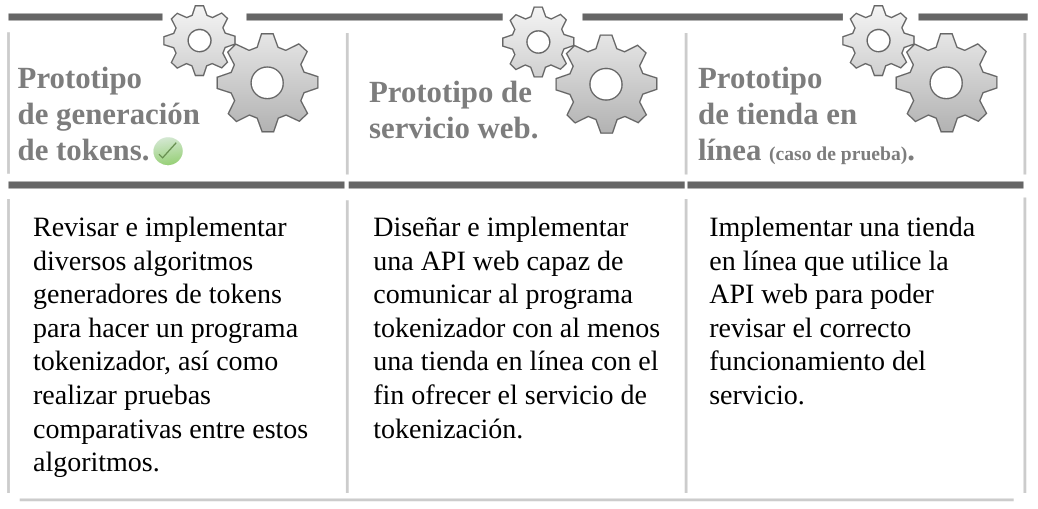 Prototipo
de generación
de tokens.
Revisar e implementar
diversos algoritmos
generadores de tokens
para hacer un programa
tokenizador, así como
realizar pruebas
comparativas entre estos
algoritmos.
Prototipo de
servicio web.
Diseñar e implementar
una API web capaz de
comunicar al programa
tokenizador con al menos
una tienda en línea con el
fin ofrecer el servicio de
tokenización.
Prototipo
de tienda en
línea (caso de prueba).
Implementar una tienda
en línea que utilice la
API web para poder
revisar el correcto
funcionamiento del
servicio.